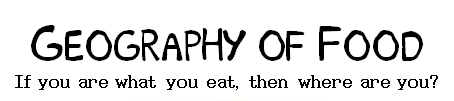 GEOGRAPHY OF FOOD
If you are what you eat, then where are you?